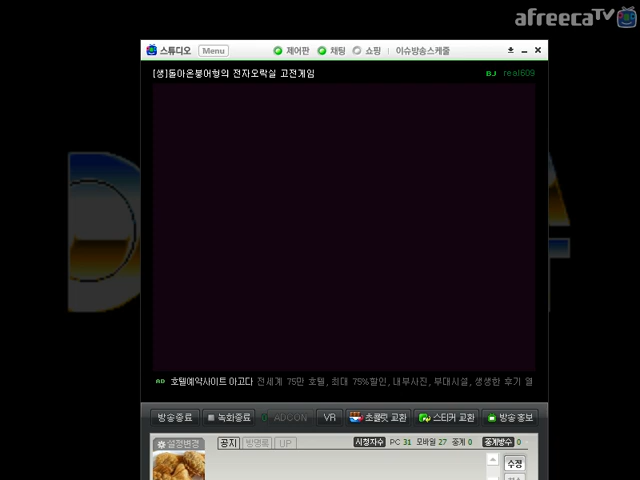 afreecaTV
스튜디오 Menu 제어판 채팅 쇼핑 이슈방송스케줄
[생]돌아온붕어형의 전자오락실 고전게임 BJ real609
D
AD 호텔예약사이트 아고다 전세계 75만 호텔, 최대 75%할인, 내부사진, 부대시설, 생생한 후기 열
방송종료 녹화종료 ADCON VR 초콜릿 교환 스티커 교환 방송홍보
설정변경 공지 방명록 UP 시청자수 PC 31 모바일 27 중계 0 중계방수 0
수정